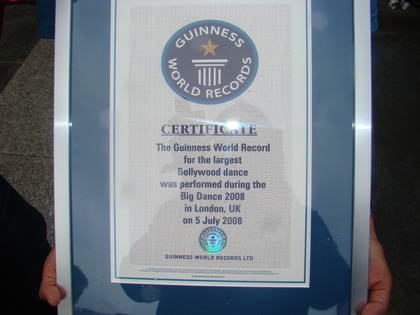 GUINNESS
WORLD RECORDS
CERTIFICATE
The Guinness World Record
for the largest
Bollywood dance
was performed during the
Big Dance 2008
in London, UK
on 5 July 2008
GUINNESS WORLD RECORDS LTD